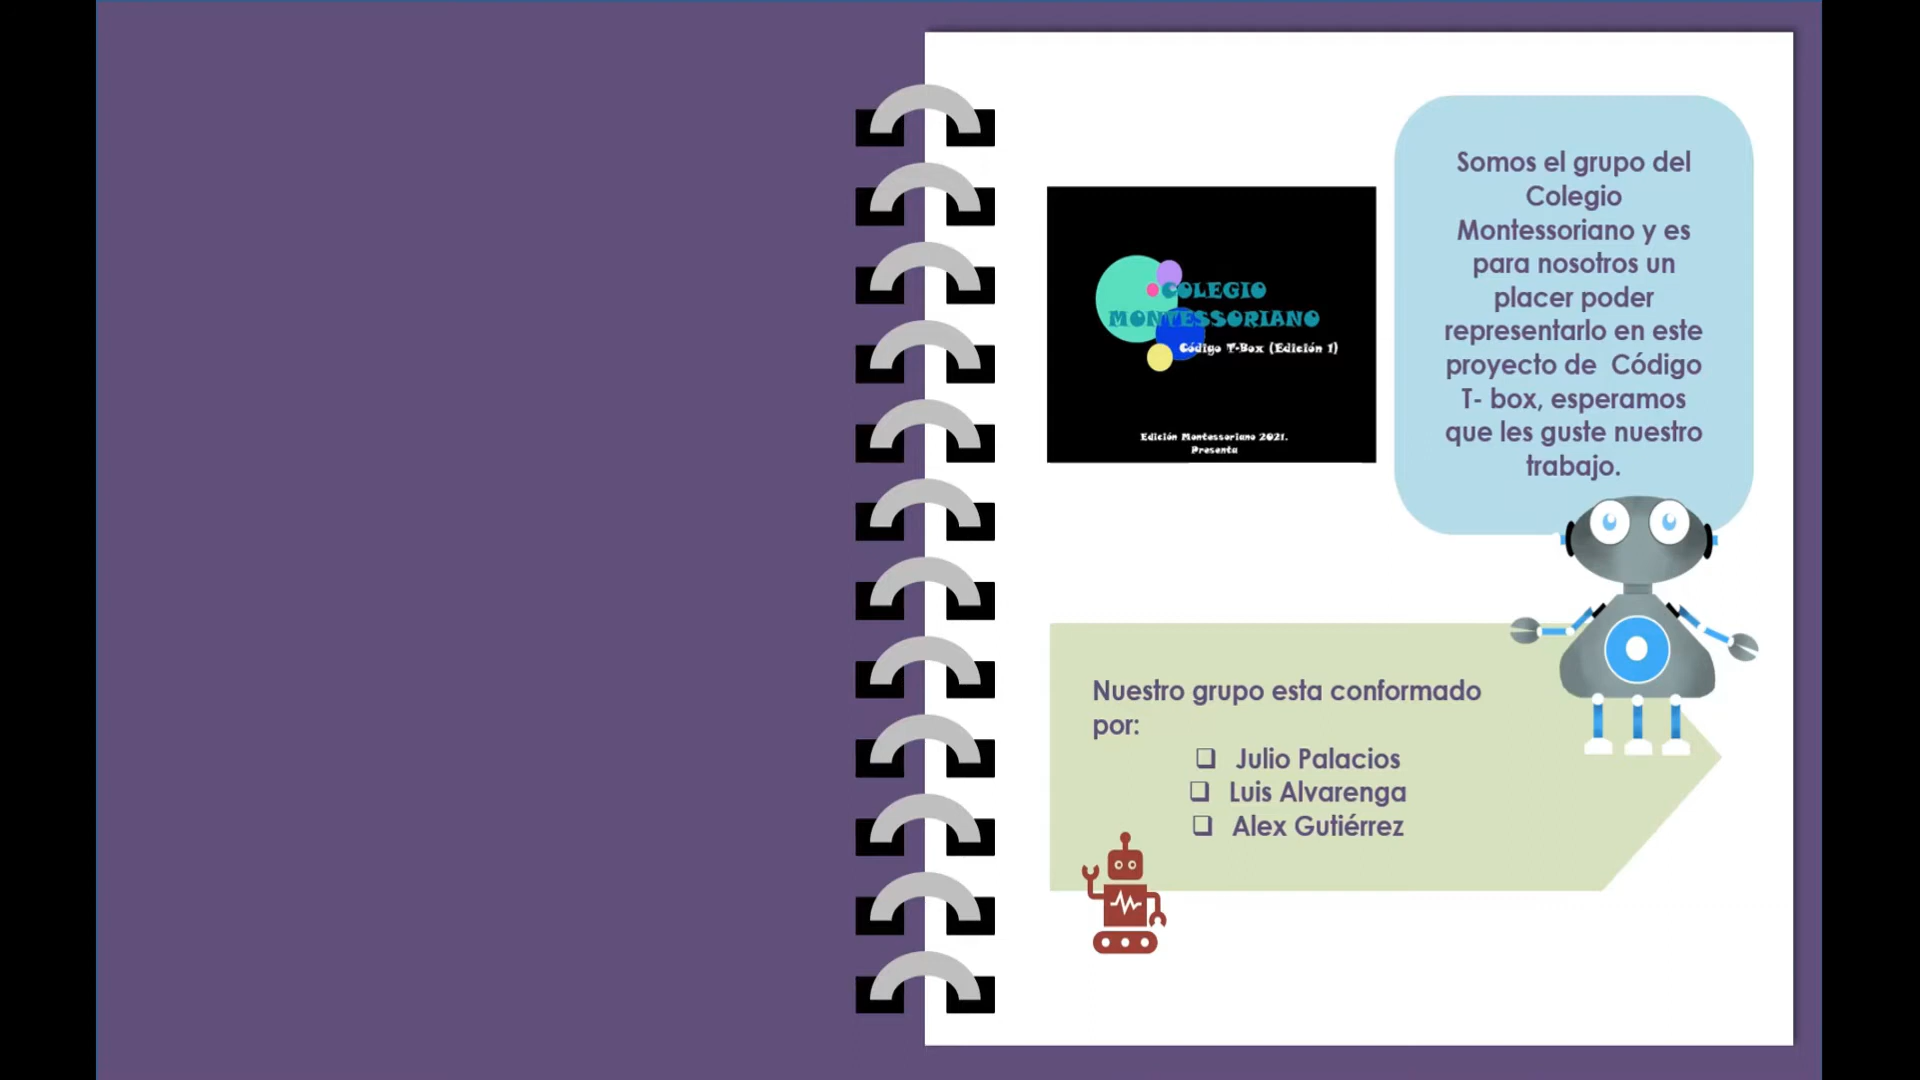 COLEGIO
MONTESSORIANO
Código T-Box (Edición 1)
Edición Montessoriano 2021.
Presenta
Somos el grupo del
Colegio
Montessoriano y es
para nosotros un
placer poder
representarlo en este
proyecto de  Código
T- box, esperamos
que les guste nuestro
trabajo.
Nuestro grupo esta conformado
por:
❑ Julio Palacios
❑ Luis Alvarenga
❑ Alex Gutiérrez